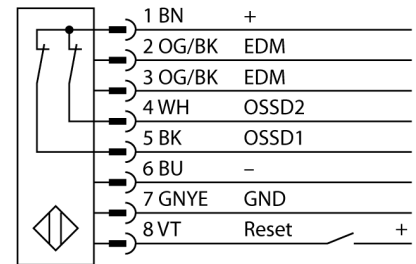 1 BN +
2 OG/BK EDM
3 OG/BK EDM
4 WH OSSD2
5 BK OSSD1
6 BU –
7 GNYE GND
8 VT Reset +